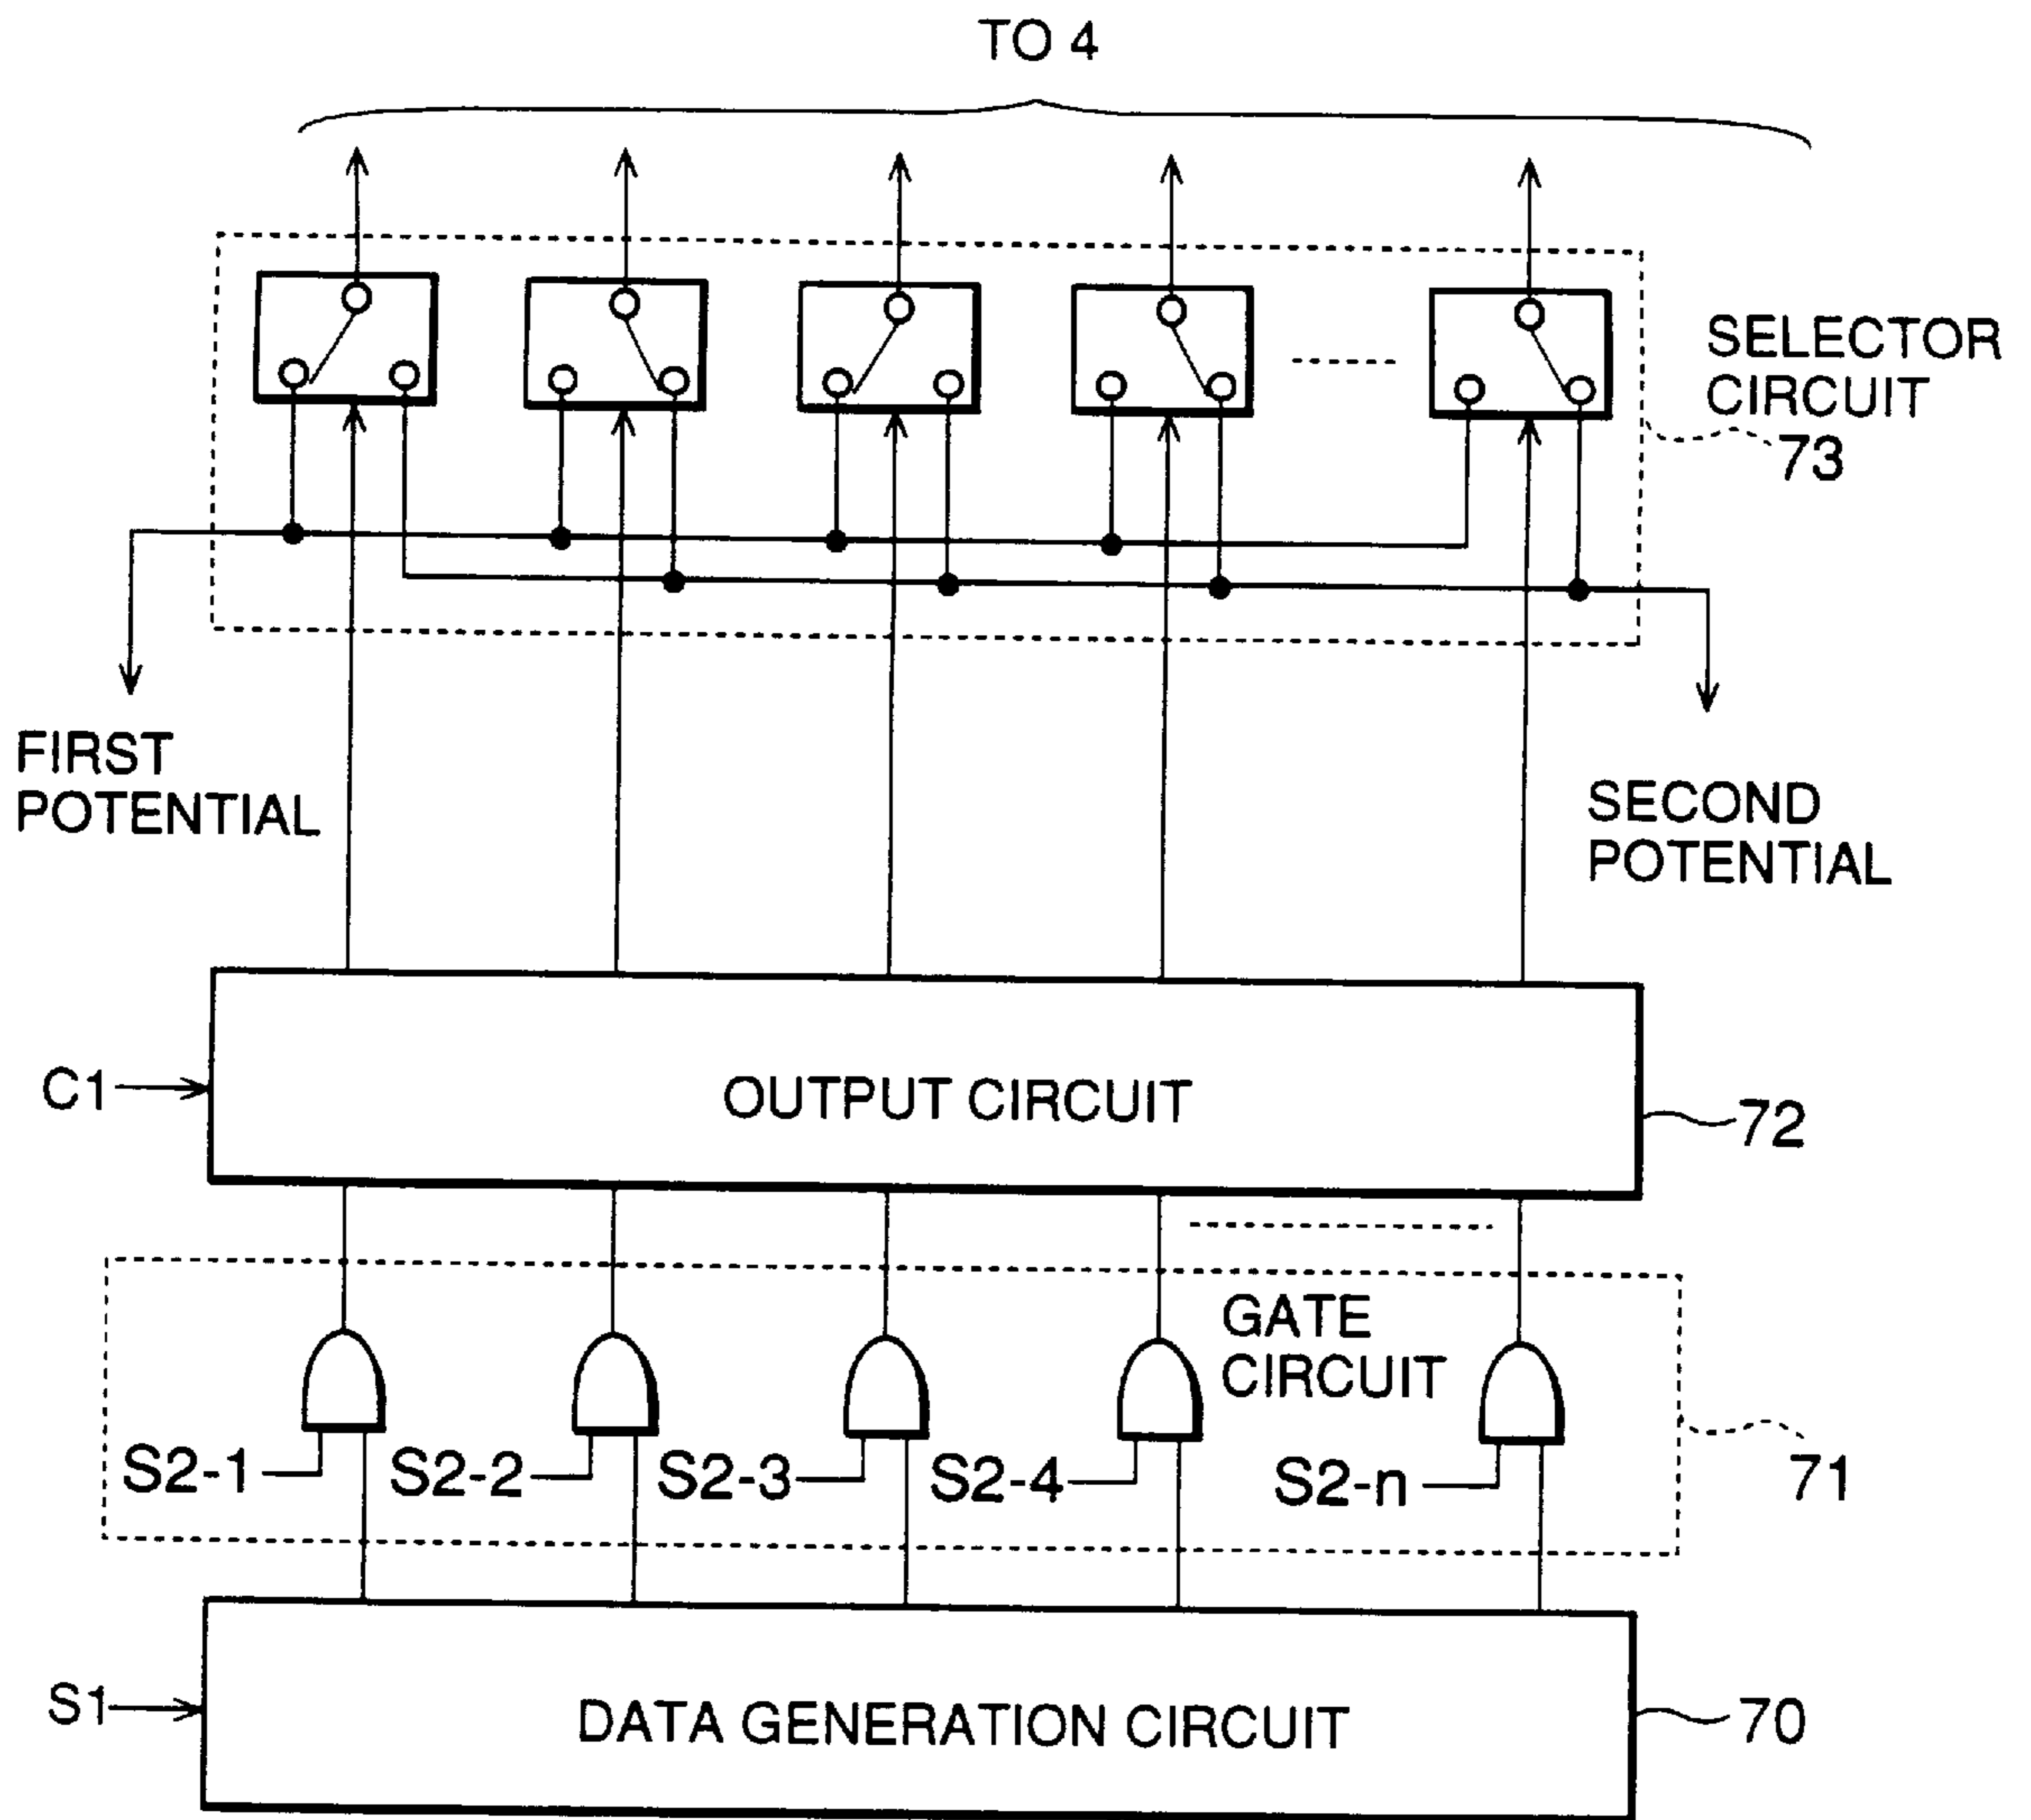 TO 4
SELECTOR
CIRCUIT
73
FIRST
POTENTIAL
SECOND
POTENTIAL
C1
OUTPUT CIRCUIT
72
GATE
CIRCUIT
S2-1
S2-2
S2-3
S2-4
S2-n
71
S1
DATA GENERATION CIRCUIT
70